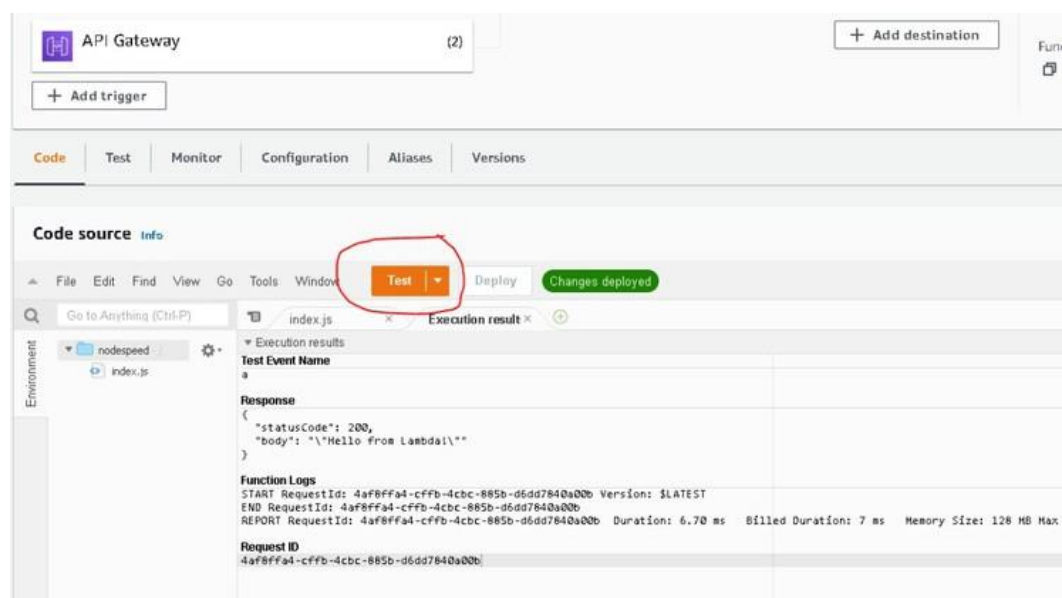 API Gateway (2)
+ Add destination
Func
+ Add trigger
Code Test Monitor Configuration Aliases Versions
Code source Info
File Edit Find View Go Tools Window Test Deploy Changes deployed
Go to Anything (Ctrl-P) index.js × Execution result ×
Environment
nodespeed
index.js
Execution results
Test Event Name
a
Response
{
"statusCode": 200,
"body": "\"Hello from Lambda!\""
}
Function Logs
START RequestId: 4af8ffa4-cffb-4cbc-885b-d6dd7840a00b Version: $LATEST
END RequestId: 4af8ffa4-cffb-4cbc-885b-d6dd7840a00b
REPORT RequestId: 4af8ffa4-cffb-4cbc-885b-d6dd7840a00b Duration: 6.70 ms Billed Duration: 7 ms Memory Size: 128 MB Max
Request ID
4af8ffa4-cffb-4cbc-885b-d6dd7840a00b